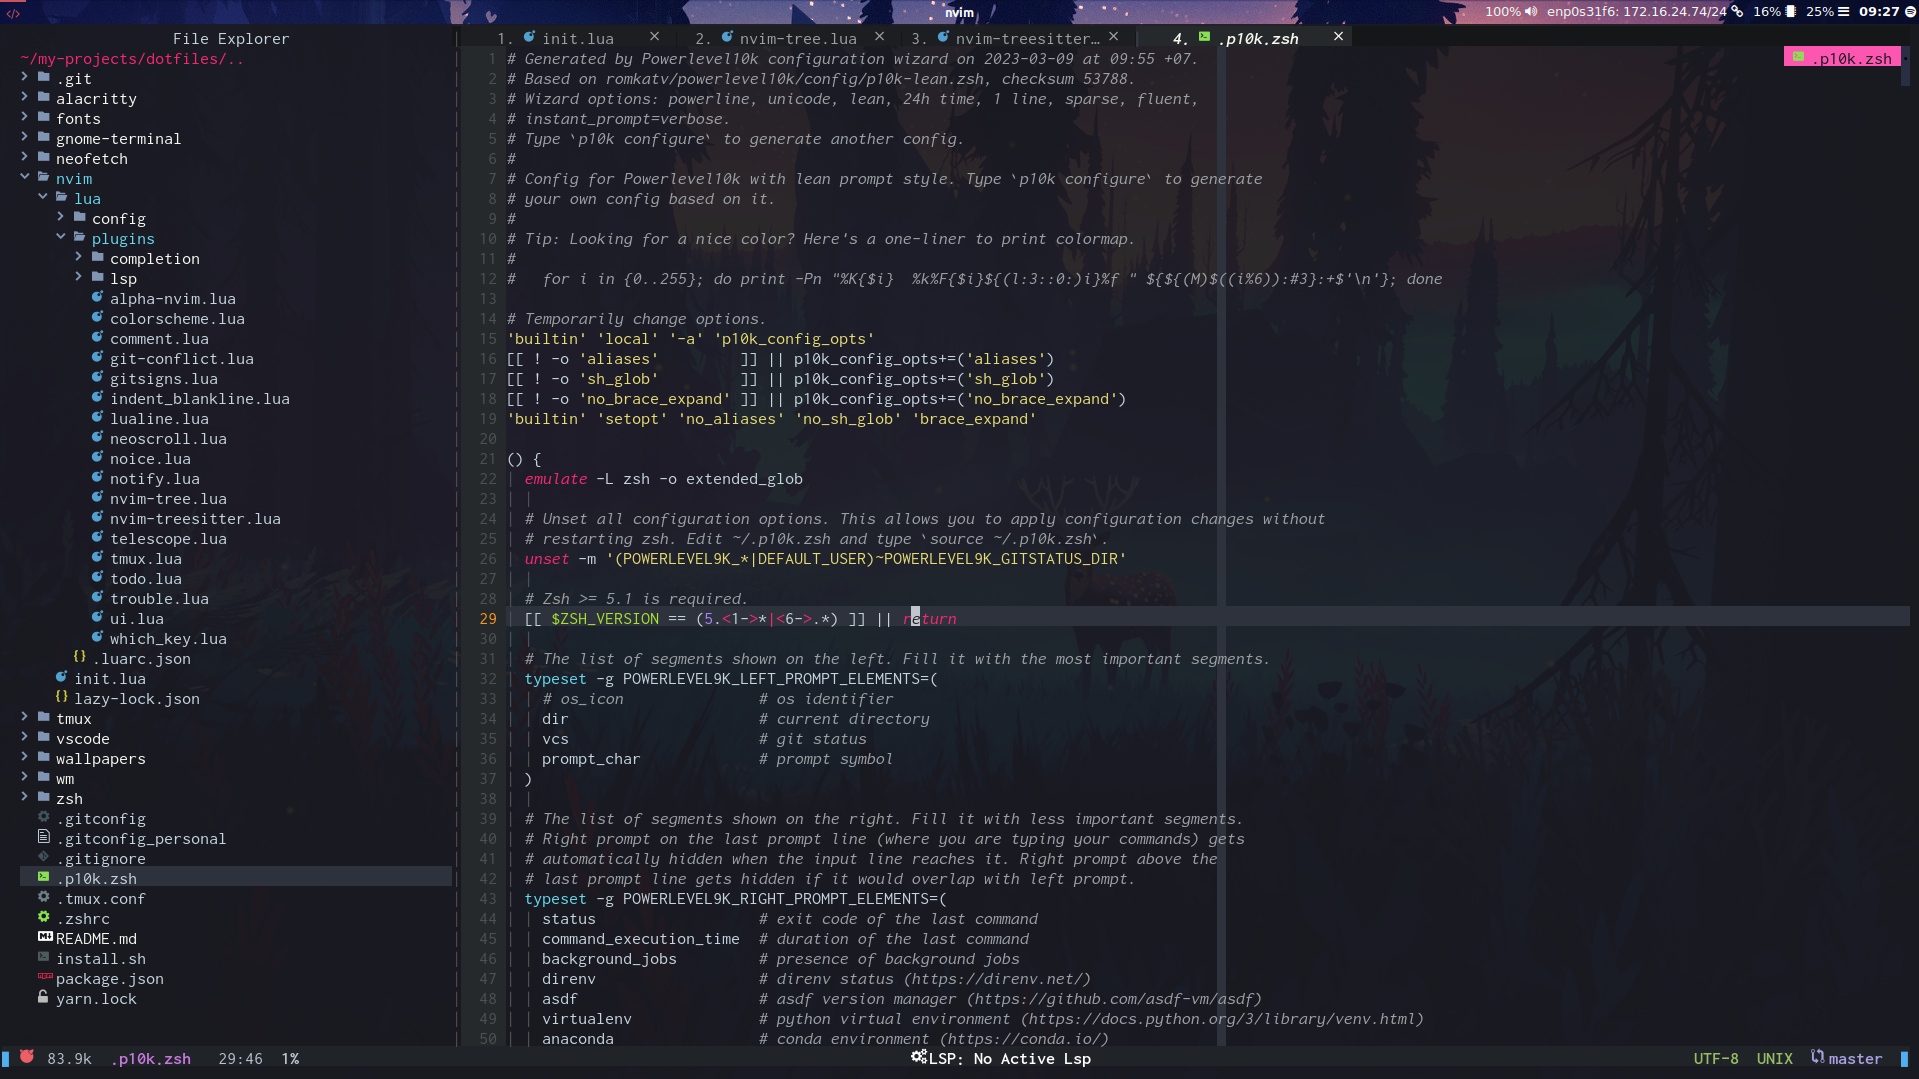 </>
nvim
100% enp0s31f6: 172.16.24.74/24 16% 25% 09:27
File Explorer
1. init.lua ✕ 2. nvim-tree.lua ✕ 3. nvim-treesitter… ✕ 4. .p10k.zsh ✕
~/my-projects/dotfiles/..
.git
alacritty
fonts
gnome-terminal
neofetch
nvim
lua
config
plugins
completion
lsp
alpha-nvim.lua
colorscheme.lua
comment.lua
git-conflict.lua
gitsigns.lua
indent_blankline.lua
lualine.lua
neoscroll.lua
noice.lua
notify.lua
nvim-tree.lua
nvim-treesitter.lua
telescope.lua
tmux.lua
todo.lua
trouble.lua
ui.lua
which_key.lua
{} .luarc.json
init.lua
{} lazy-lock.json
tmux
vscode
wallpapers
wm
zsh
.gitconfig
.gitconfig_personal
.gitignore
.p10k.zsh
.tmux.conf
.zshrc
README.md
install.sh
package.json
yarn.lock
.p10k.zsh
1 # Generated by Powerlevel10k configuration wizard on 2023-03-09 at 09:55 +07.
2 # Based on romkatv/powerlevel10k/config/p10k-lean.zsh, checksum 53788.
3 # Wizard options: powerline, unicode, lean, 24h time, 1 line, sparse, fluent,
4 # instant_prompt=verbose.
5 # Type `p10k configure` to generate another config.
6 #
7 # Config for Powerlevel10k with lean prompt style. Type `p10k configure` to generate
8 # your own config based on it.
9 #
10 # Tip: Looking for a nice color? Here's a one-liner to print colormap.
11 #
12 #   for i in {0..255}; do print -Pn "%K{$i}  %k%F{$i}${(l:3::0:)i}%f " ${${(M)$((i%6)):#3}:+$'\n'}; done
13
14 # Temporarily change options.
15 'builtin' 'local' '-a' 'p10k_config_opts'
16 [[ ! -o 'aliases'         ]] || p10k_config_opts+=('aliases')
17 [[ ! -o 'sh_glob'         ]] || p10k_config_opts+=('sh_glob')
18 [[ ! -o 'no_brace_expand' ]] || p10k_config_opts+=('no_brace_expand')
19 'builtin' 'setopt' 'no_aliases' 'no_sh_glob' 'brace_expand'
20
21 () {
22   emulate -L zsh -o extended_glob
23
24   # Unset all configuration options. This allows you to apply configuration changes without
25   # restarting zsh. Edit ~/.p10k.zsh and type `source ~/.p10k.zsh`.
26   unset -m '(POWERLEVEL9K_*|DEFAULT_USER)~POWERLEVEL9K_GITSTATUS_DIR'
27
28   # Zsh >= 5.1 is required.
29   [[ $ZSH_VERSION == (5.<1->*|<6->.*) ]] || return
30
31   # The list of segments shown on the left. Fill it with the most important segments.
32   typeset -g POWERLEVEL9K_LEFT_PROMPT_ELEMENTS=(
33     # os_icon               # os identifier
34     dir                     # current directory
35     vcs                     # git status
36     prompt_char             # prompt symbol
37   )
38
39   # The list of segments shown on the right. Fill it with less important segments.
40   # Right prompt on the last prompt line (where you are typing your commands) gets
41   # automatically hidden when the input line reaches it. Right prompt above the
42   # last prompt line gets hidden if it would overlap with left prompt.
43   typeset -g POWERLEVEL9K_RIGHT_PROMPT_ELEMENTS=(
44     status                  # exit code of the last command
45     command_execution_time  # duration of the last command
46     background_jobs         # presence of background jobs
47     direnv                  # direnv status (https://direnv.net/)
48     asdf                    # asdf version manager (https://github.com/asdf-vm/asdf)
49     virtualenv              # python virtual environment (https://docs.python.org/3/library/venv.html)
50     anaconda                # conda environment (https://conda.io/)
83.9k .p10k.zsh 29:46 1% LSP: No Active Lsp UTF-8 UNIX master